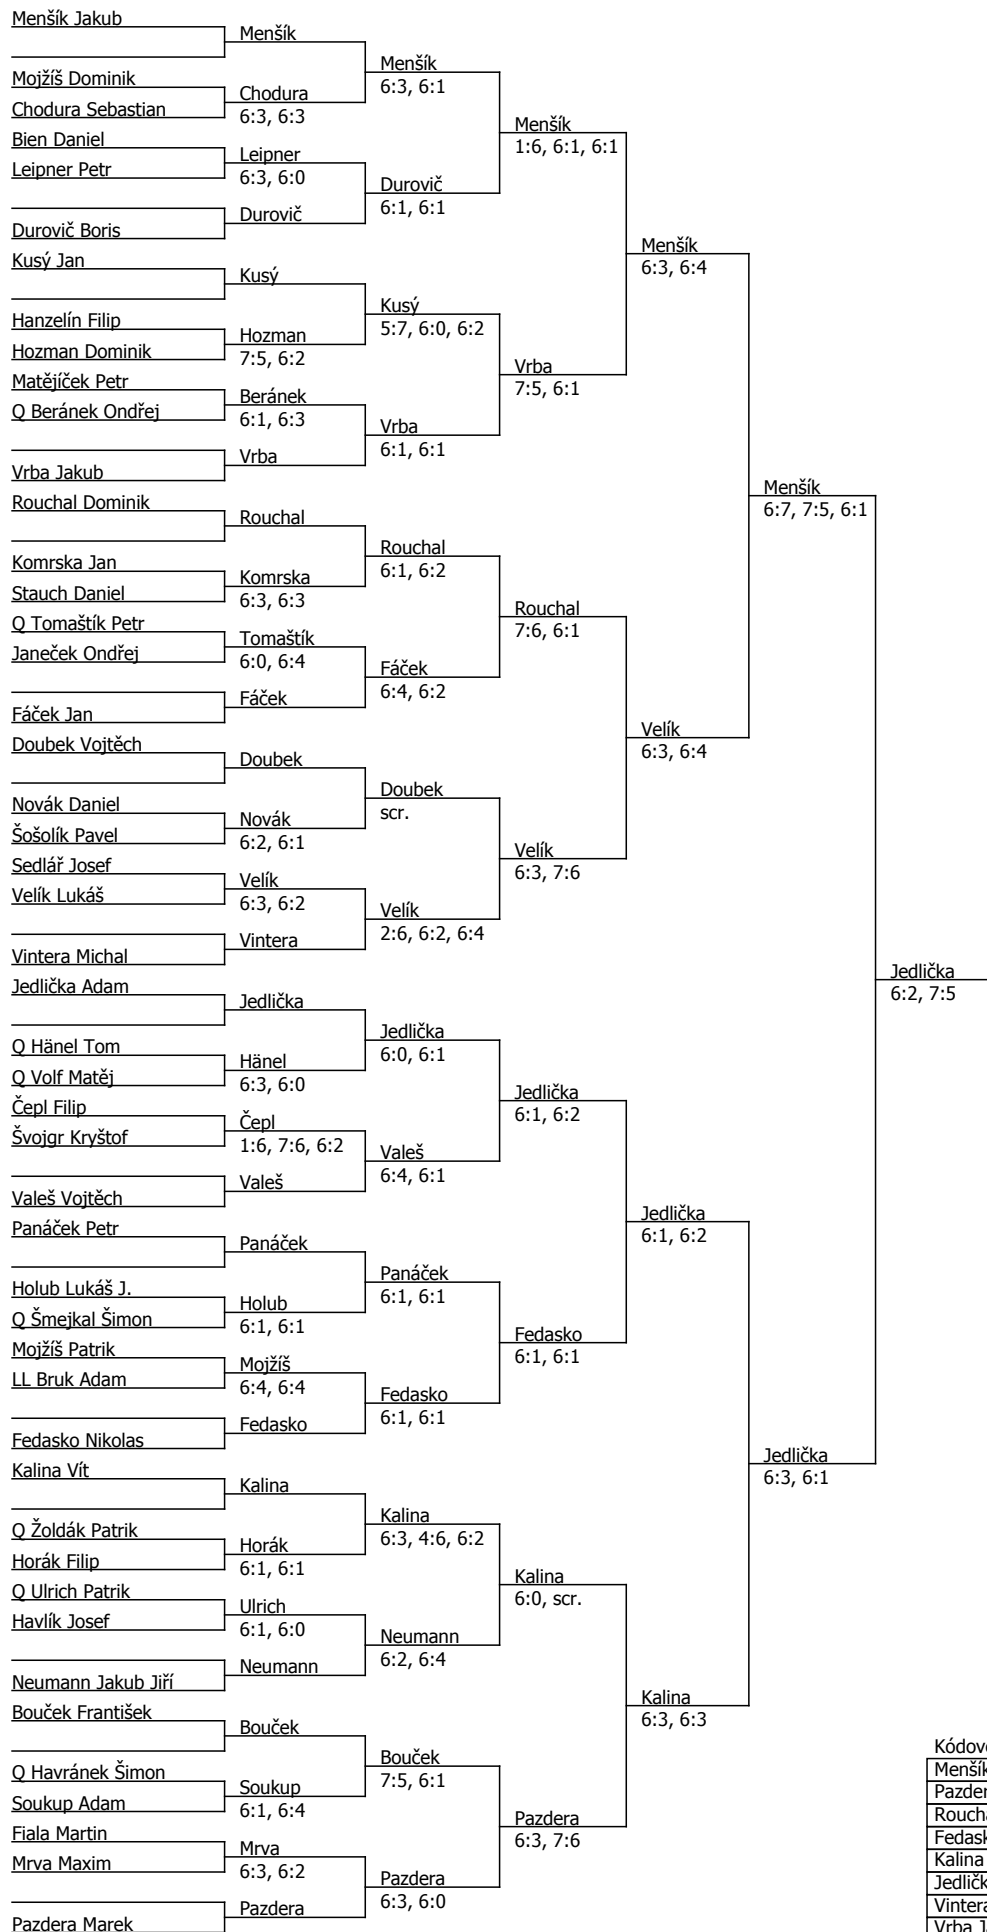 Menšík Jakub
Menšík
Menšík
6:3, 6:1
Mojžíš Dominik
Chodura
Chodura Sebastian
6:3, 6:3
Menšík
1:6, 6:1, 6:1
Bien Daniel
Leipner
Leipner Petr
6:3, 6:0
Durovič
6:1, 6:1
Durovič
Durovič Boris
Menšík
6:3, 6:4
Kusý Jan
Kusý
Kusý
5:7, 6:0, 6:2
Hanzelín Filip
Hozman
Hozman Dominik
7:5, 6:2
Vrba
7:5, 6:1
Matějíček Petr
Beránek
Q Beránek Ondřej
6:1, 6:3
Vrba
6:1, 6:1
Vrba
Vrba Jakub
Menšík
6:7, 7:5, 6:1
Rouchal Dominik
Rouchal
Rouchal
6:1, 6:2
Komrska Jan
Komrska
Stauch Daniel
6:3, 6:3
Rouchal
7:6, 6:1
Q Tomaštík Petr
Tomaštík
Janeček Ondřej
6:0, 6:4
Fáček
6:4, 6:2
Fáček
Fáček Jan
Velík
6:3, 6:4
Doubek Vojtěch
Doubek
Doubek
scr.
Novák Daniel
Novák
Šošolík Pavel
6:2, 6:1
Velík
6:3, 7:6
Sedlář Josef
Velík
Velík Lukáš
6:3, 6:2
Velík
2:6, 6:2, 6:4
Vintera
Vintera Michal
Jedlička
6:2, 7:5
Jedlička Adam
Jedlička
Jedlička
6:0, 6:1
Q Hänel Tom
Hänel
Q Volf Matěj
6:3, 6:0
Jedlička
6:1, 6:2
Čepl Filip
Čepl
Švojgr Kryštof
1:6, 7:6, 6:2
Valeš
6:4, 6:1
Valeš
Valeš Vojtěch
Jedlička
6:1, 6:2
Panáček Petr
Panáček
Panáček
6:1, 6:1
Holub Lukáš J.
Holub
Q Šmejkal Šimon
6:1, 6:1
Fedasko
6:1, 6:1
Mojžíš Patrik
Mojžíš
LL Bruk Adam
6:4, 6:4
Fedasko
6:1, 6:1
Fedasko
Fedasko Nikolas
Jedlička
6:3, 6:1
Kalina Vít
Kalina
Kalina
6:3, 4:6, 6:2
Q Žoldák Patrik
Horák
Horák Filip
6:1, 6:1
Kalina
6:0, scr.
Q Ulrich Patrik
Ulrich
Havlík Josef
6:1, 6:0
Neumann
6:2, 6:4
Neumann
Neumann Jakub Jiří
Kalina
6:3, 6:3
Bouček František
Bouček
Bouček
7:5, 6:1
Q Havránek Šimon
Soukup
Soukup Adam
6:1, 6:4
Pazdera
6:3, 7:6
Fiala Martin
Mrva
Mrva Maxim
6:3, 6:2
Pazdera
6:3, 6:0
Pazdera
Pazdera Marek
Kalina
Vrba